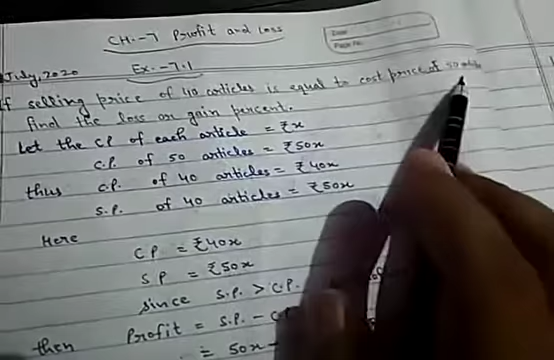 CH.-7 Profit and loss
Date
Page No.
July, 2020
Ex.-7.1
If selling price of 40 articles is equal to cost price of 50
find the loss or gain percent.
Let the CP of each article = ₹x
C.P. of 50 articles = ₹50x
thus C.P. of 40 articles = ₹40x
S.P. of 40 articles = ₹50x
Here
CP = ₹40x
SP = ₹50x
since S.P. > C.P.
then Profit = S.P. - C.P.
= 50x -